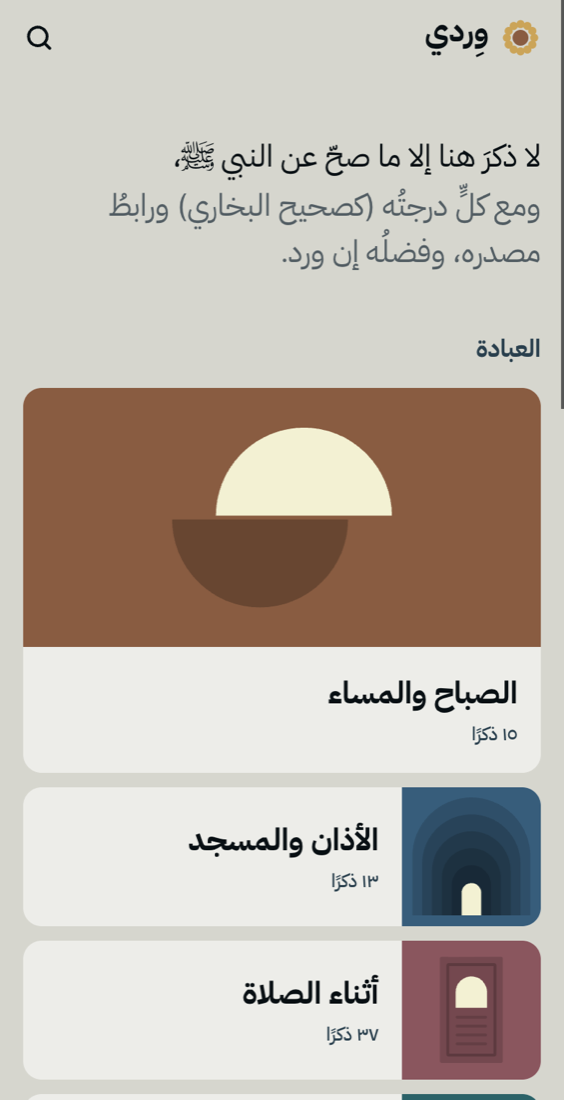 وِردي
لا ذكرَ هنا إلا ما صحّ عن النبي ﷺ،
ومع كلٍّ درجتُه (كصحيح البخاري) ورابطُ
مصدره، وفضلُه إن ورد.
العبادة
الصباح والمساء
١٥ ذكرًا
الأذان والمسجد
١٣ ذكرًا
أثناء الصلاة
٣٧ ذكرًا